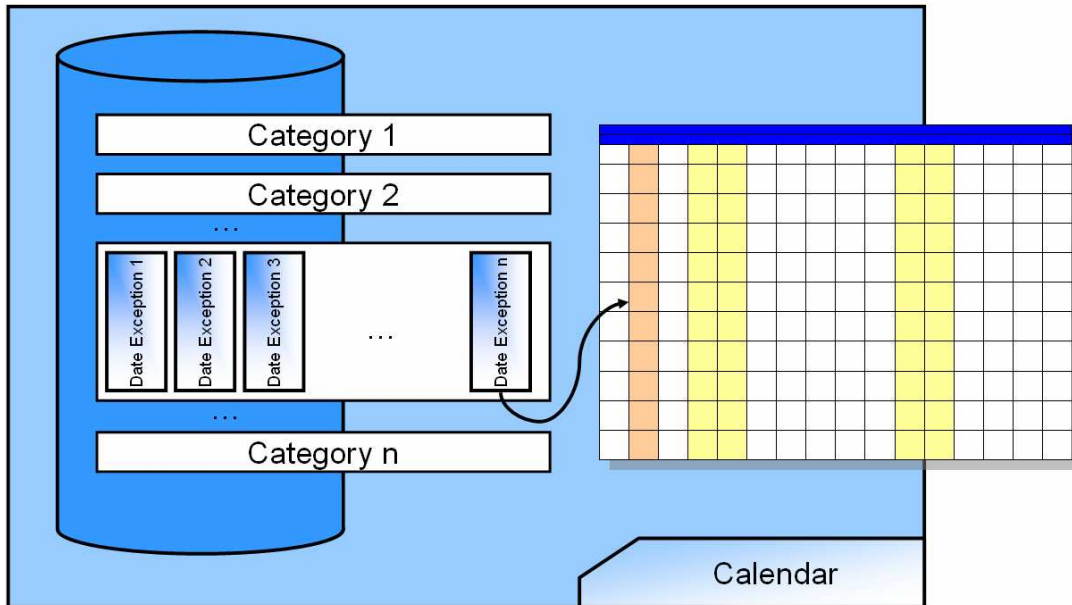 Category 1
Category 2
...
Date Exception 1
Date Exception 2
Date Exception 3
...
Date Exception n
...
Category n
Calendar